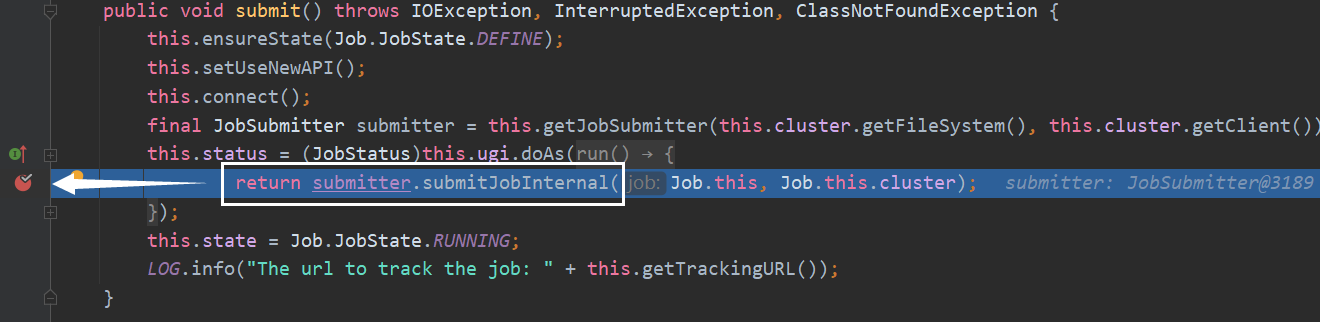 public void submit() throws IOException, InterruptedException, ClassNotFoundException {
this.ensureState(Job.JobState.DEFINE);
this.setUseNewAPI();
this.connect();
final JobSubmitter submitter = this.getJobSubmitter(this.cluster.getFileSystem(), this.cluster.getClient())
this.status = (JobStatus)this.ugi.doAs(run() → {
return submitter.submitJobInternal( job: Job.this, Job.this.cluster); submitter: JobSubmitter@3189
});
this.state = Job.JobState.RUNNING;
LOG.info("The url to track the job: " + this.getTrackingURL());
}